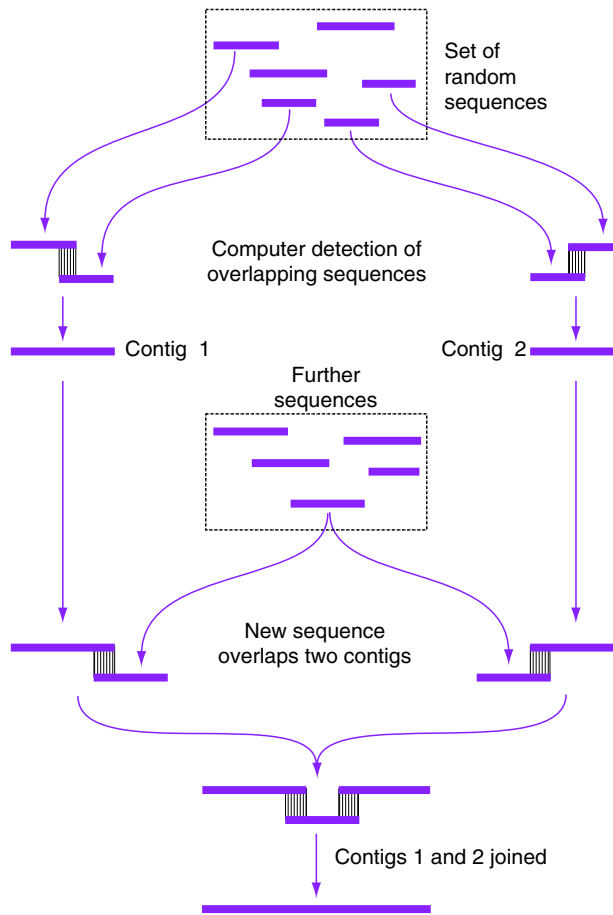 Set of
random
sequences
Computer detection of
overlapping sequences
Contig 1
Contig 2
Further
sequences
New sequence
overlaps two contigs
Contigs 1 and 2 joined